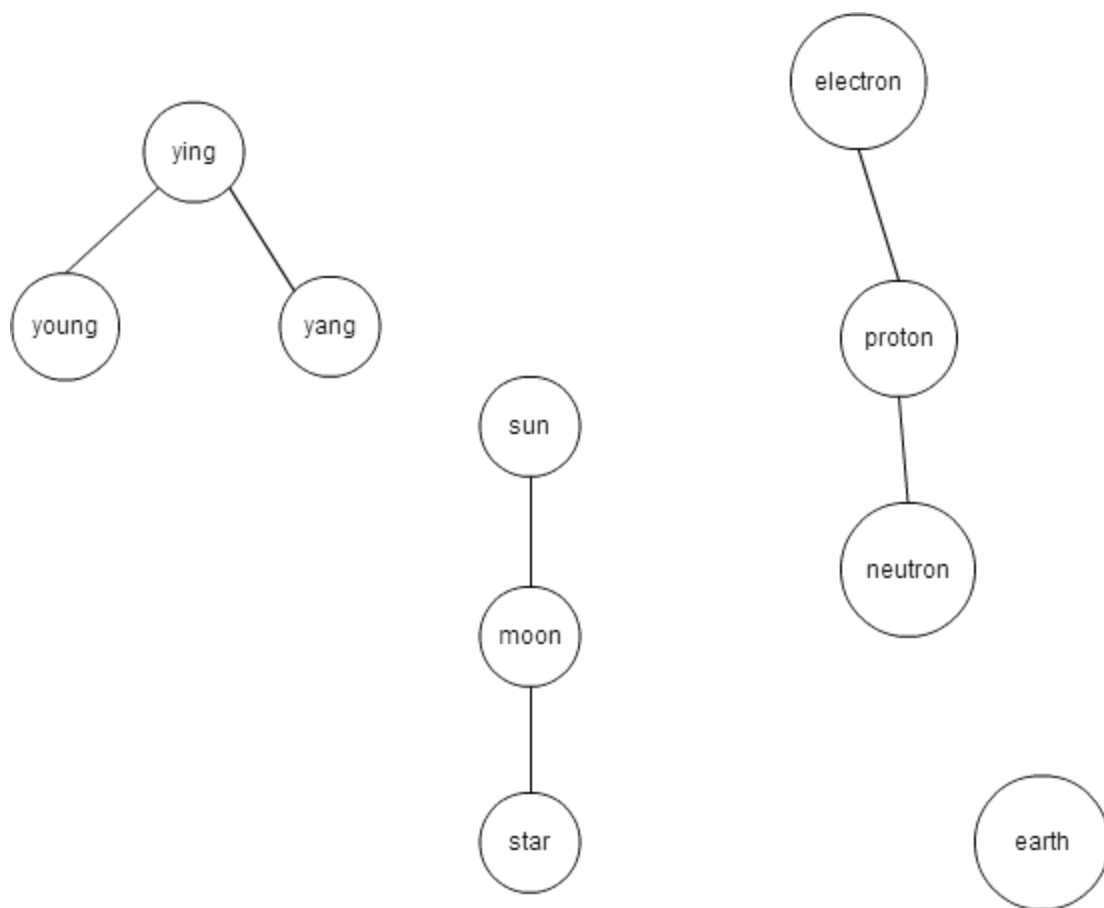 electron
ying
young
yang
proton
sun
neutron
moon
star
earth